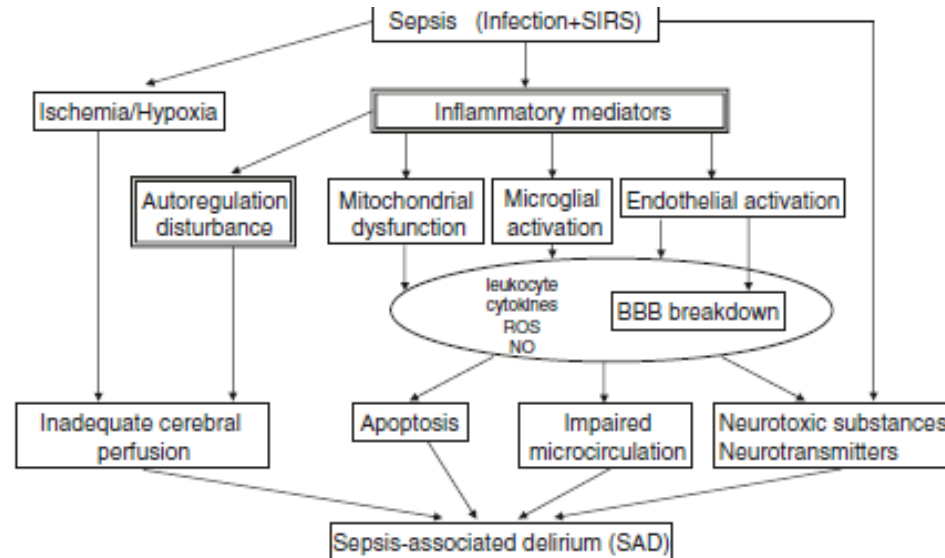 Sepsis (Infection+SIRS)
Ischemia/Hypoxia
Inflammatory mediators
Autoregulation
disturbance
Mitochondrial
dysfunction
Microglial
activation
Endothelial activation
leukocyte
cytokines
ROS
NO
BBB breakdown
Inadequate cerebral
perfusion
Apoptosis
Impaired
microcirculation
Neurotoxic substances
Neurotransmitters
Sepsis-associated delirium (SAD)